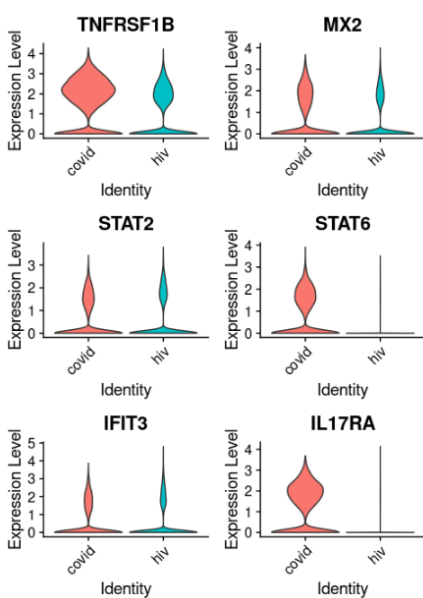 TNFRSF1B
MX2
Expression Level
4
3
2
1
0
covid
hiv
Identity
Expression Level
4
3
2
1
0
covid
hiv
Identity
STAT2
STAT6
Expression Level
3
2
1
0
covid
hiv
Identity
Expression Level
4
3
2
1
0
covid
hiv
Identity
IFIT3
IL17RA
Expression Level
5
4
3
2
1
0
covid
hiv
Identity
Expression Level
4
3
2
1
0
covid
hiv
Identity